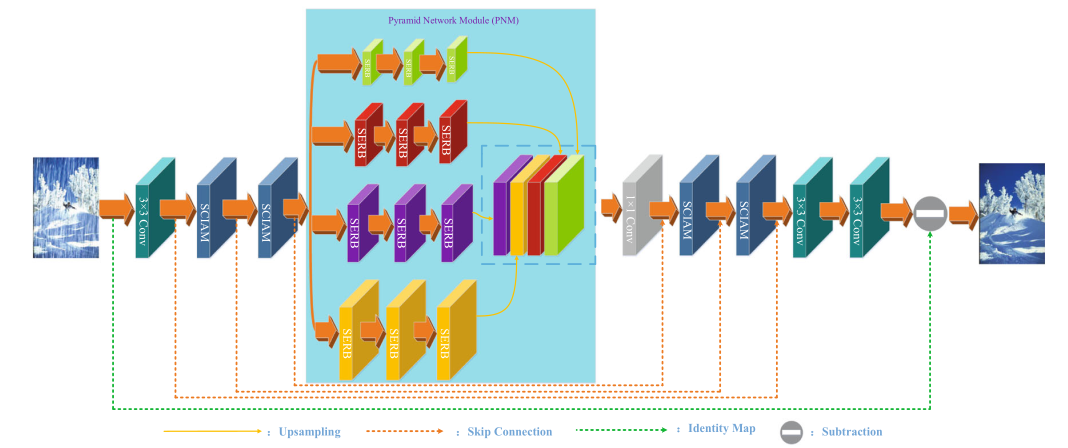 Pyramid Network Module (PNM)
SERB
SERB
SERB
SERB
SERB
SERB
SERB
SERB
SERB
SERB
SERB
SERB
3×3 Conv
SCIAM
SCIAM
1×1 Conv
SCIAM
SCIAM
3×3 Conv
3×3 Conv
: Upsampling
: Skip Connection
: Identity Map
: Subtraction